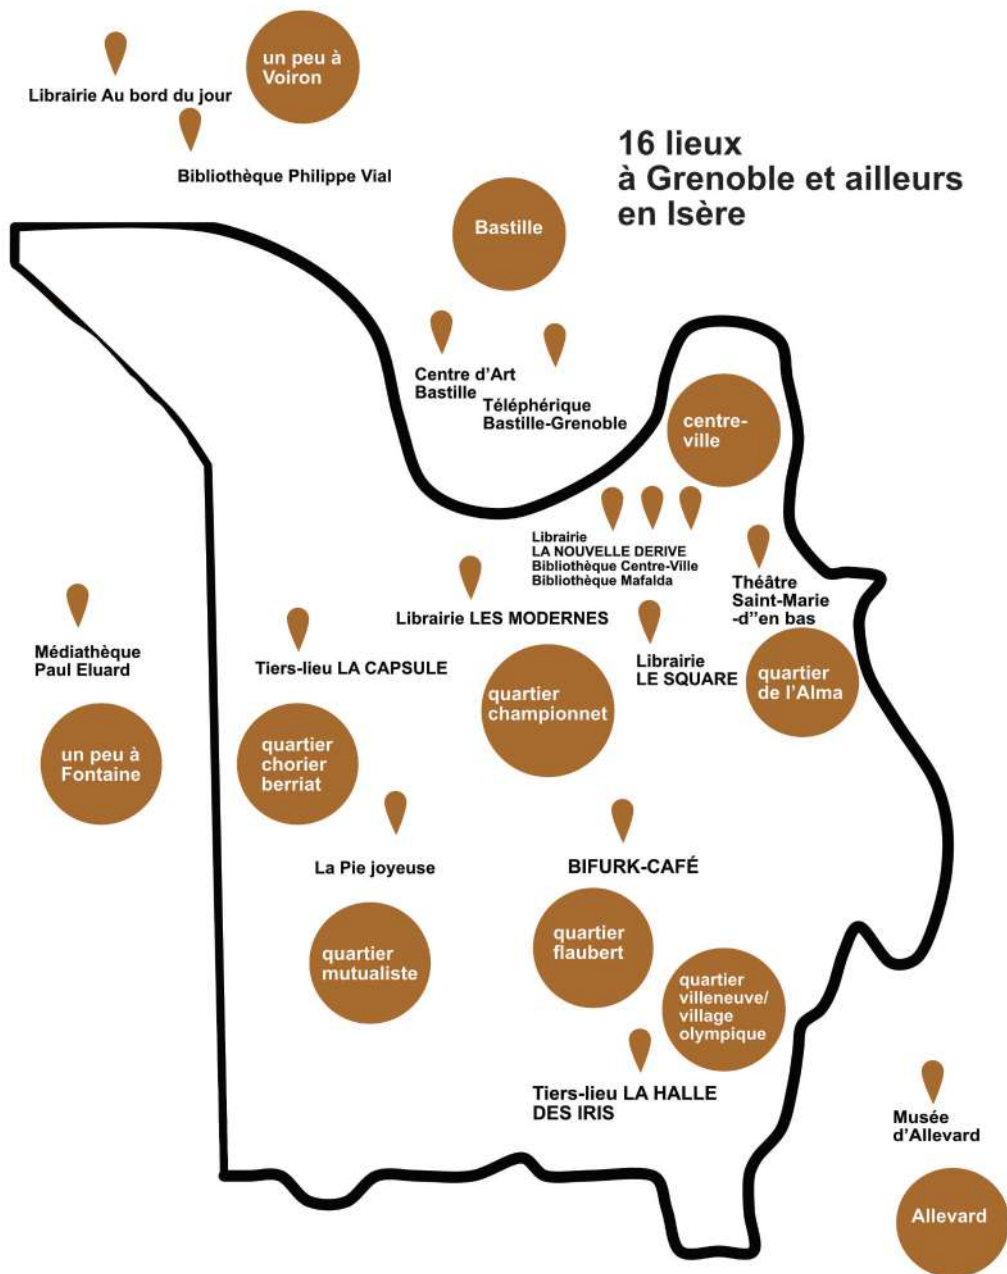 un peu à
Voiron
Librairie Au bord du jour
Bibliothèque Philippe Vial
16 lieux
à Grenoble et ailleurs
en Isère
Bastille
Centre d'Art
Bastille
Téléphérique
Bastille-Grenoble
centre-
ville
Librairie
LA NOUVELLE DERIVE
Bibliothèque Centre-Ville
Bibliothèque Mafalda
Théâtre
Saint-Marie
-d"en bas
Librairie LES MODERNES
Médiathèque
Paul Eluard
Tiers-lieu LA CAPSULE
Librairie
LE SQUARE
quartier
de l'Alma
quartier
championnet
un peu à
Fontaine
quartier
chorier
berriat
La Pie joyeuse
BIFURK-CAFÉ
quartier
mutualiste
quartier
flaubert
quartier
villeneuve/
village
olympique
Tiers-lieu LA HALLE
DES IRIS
Musée
d'Allevard
Allevard